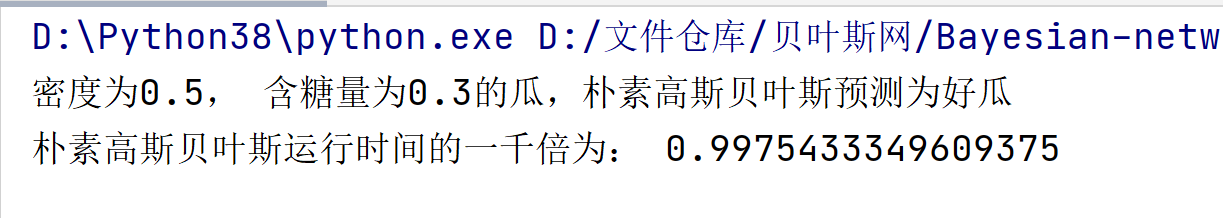 D:\Python38\python.exe D:/文件仓库/贝叶斯网/Bayesian-netw
密度为0.5， 含糖量为0.3的瓜，朴素高斯贝叶斯预测为好瓜
朴素高斯贝叶斯运行时间的一千倍为： 0.9975433349609375